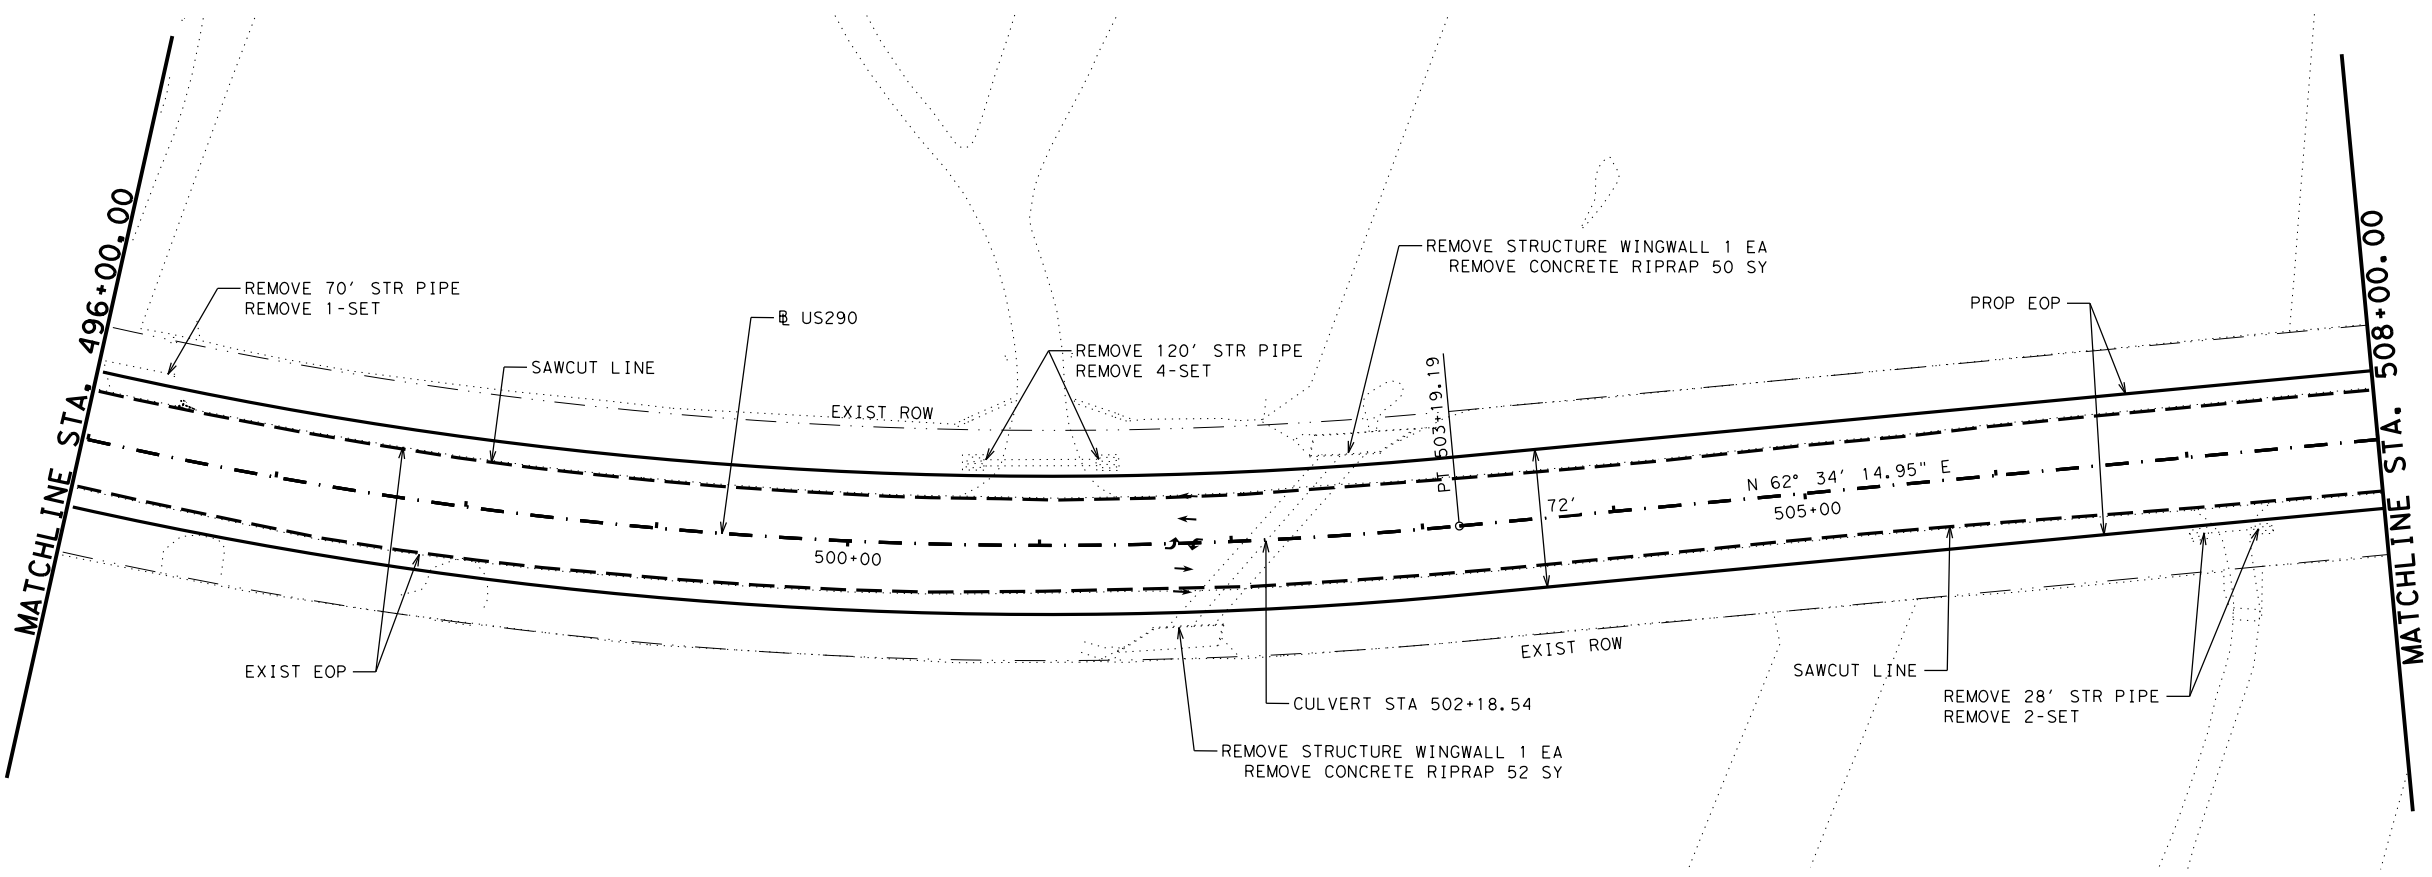 MATCHLINE STA. 496+00.00
REMOVE 70' STR PIPE
REMOVE 1-SET
SAWCUT LINE
℄ US290
EXIST ROW
REMOVE 120' STR PIPE
REMOVE 4-SET
REMOVE STRUCTURE WINGWALL 1 EA
REMOVE CONCRETE RIPRAP 50 SY
PT 503+19.19
PROP EOP
MATCHLINE STA. 508+00.00
72'
N 62° 34' 14.95" E
505+00
500+00
EXIST EOP
EXIST ROW
CULVERT STA 502+18.54
REMOVE STRUCTURE WINGWALL 1 EA
REMOVE CONCRETE RIPRAP 52 SY
SAWCUT LINE
REMOVE 28' STR PIPE
REMOVE 2-SET